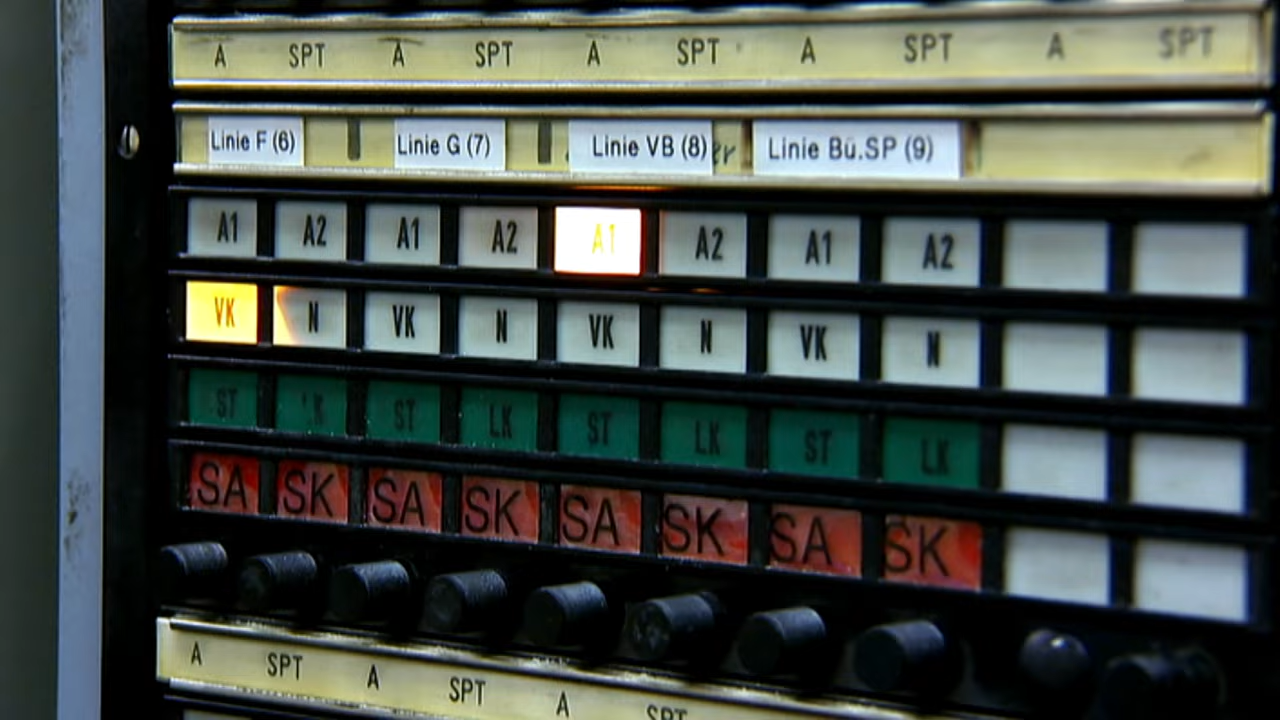 A SPT A SPT A SPT A SPT A SPT
Linie F (6) Linie G (7) Linie VB (8) Linie Bü.SP (9)
A1 A2 A1 A2 A1 A2 A1 A2
VK N VK N VK N VK N
ST LK ST LK ST LK ST LK
SA SK SA SK SA SK SA SK
A SPT A SPT A SPT